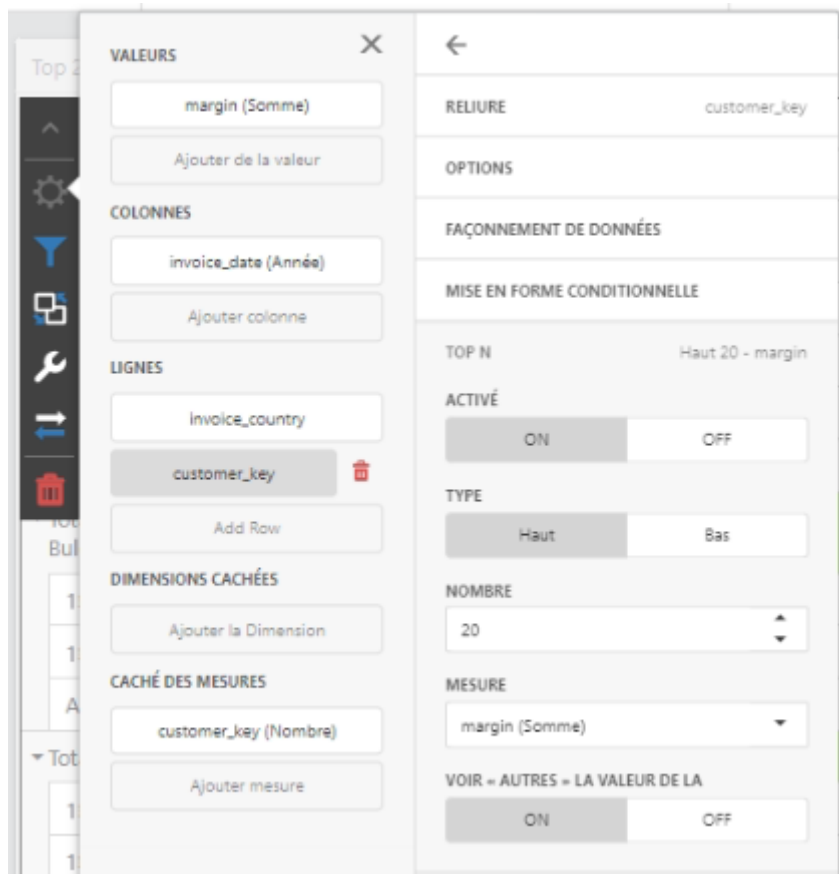 Top 2
VALEURS
margin (Somme)
Ajouter de la valeur
COLONNES
invoice_date (Année)
Ajouter colonne
LIGNES
invoice_country
customer_key
Add Row
DIMENSIONS CACHÉES
Ajouter la Dimension
CACHÉ DES MESURES
customer_key (Nombre)
Ajouter mesure
Bul
1
1
A
Tot
1
1
RELIURE customer_key
OPTIONS
FAÇONNEMENT DE DONNÉES
MISE EN FORME CONDITIONNELLE
TOP N Haut 20 - margin
ACTIVÉ
ON OFF
TYPE
Haut Bas
NOMBRE
20
MESURE
margin (Somme)
VOIR « AUTRES » LA VALEUR DE LA
ON OFF